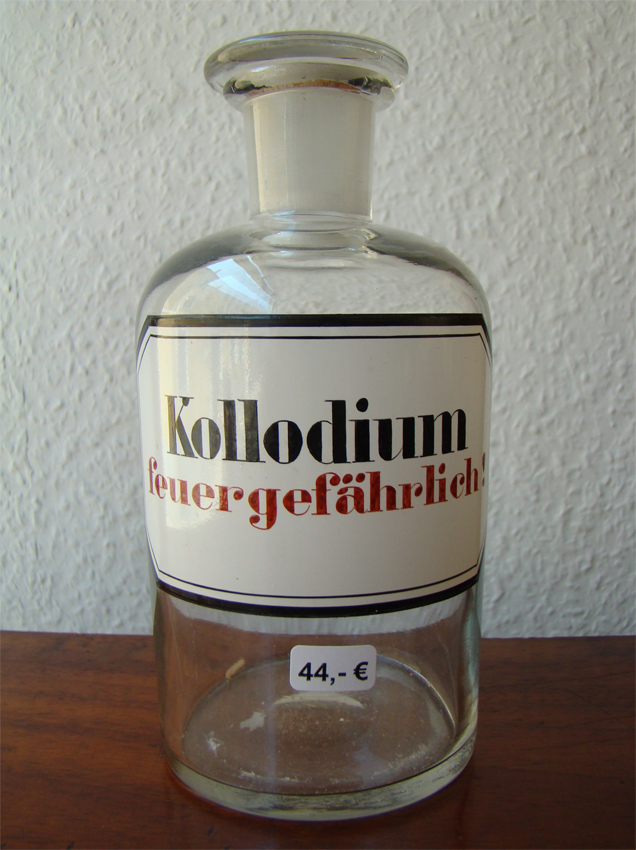 Kollodium
feuergefährlich!
44,- €